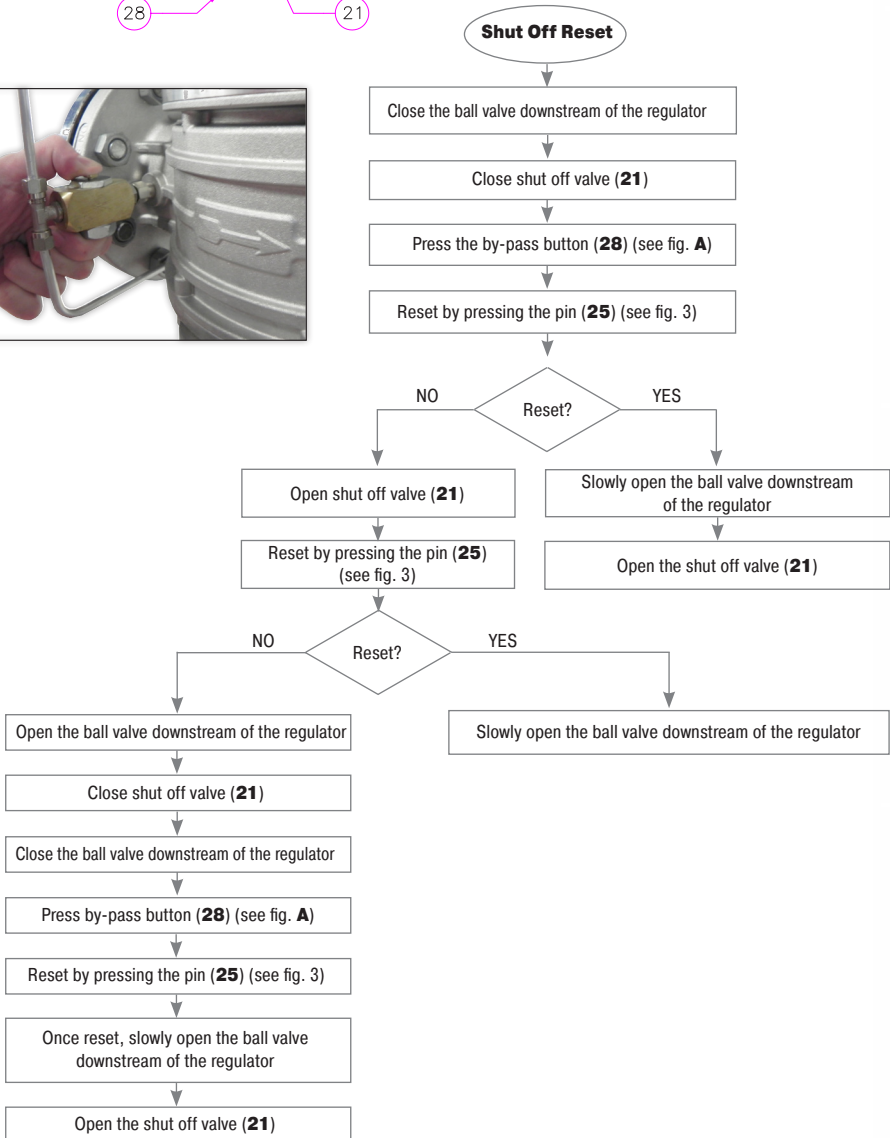 28
21
Shut Off Reset
Close the ball valve downstream of the regulator
Close shut off valve (21)
Press the by-pass button (28) (see fig. A)
Reset by pressing the pin (25) (see fig. 3)
Reset?
NO
YES
Open shut off valve (21)
Slowly open the ball valve downstream
of the regulator
Reset by pressing the pin (25)
(see fig. 3)
Open the shut off valve (21)
Reset?
NO
YES
Open the ball valve downstream of the regulator
Slowly open the ball valve downstream of the regulator
Close shut off valve (21)
Close the ball valve downstream of the regulator
Press by-pass button (28) (see fig. A)
Reset by pressing the pin (25) (see fig. 3)
Once reset, slowly open the ball valve
downstream of the regulator
Open the shut off valve (21)